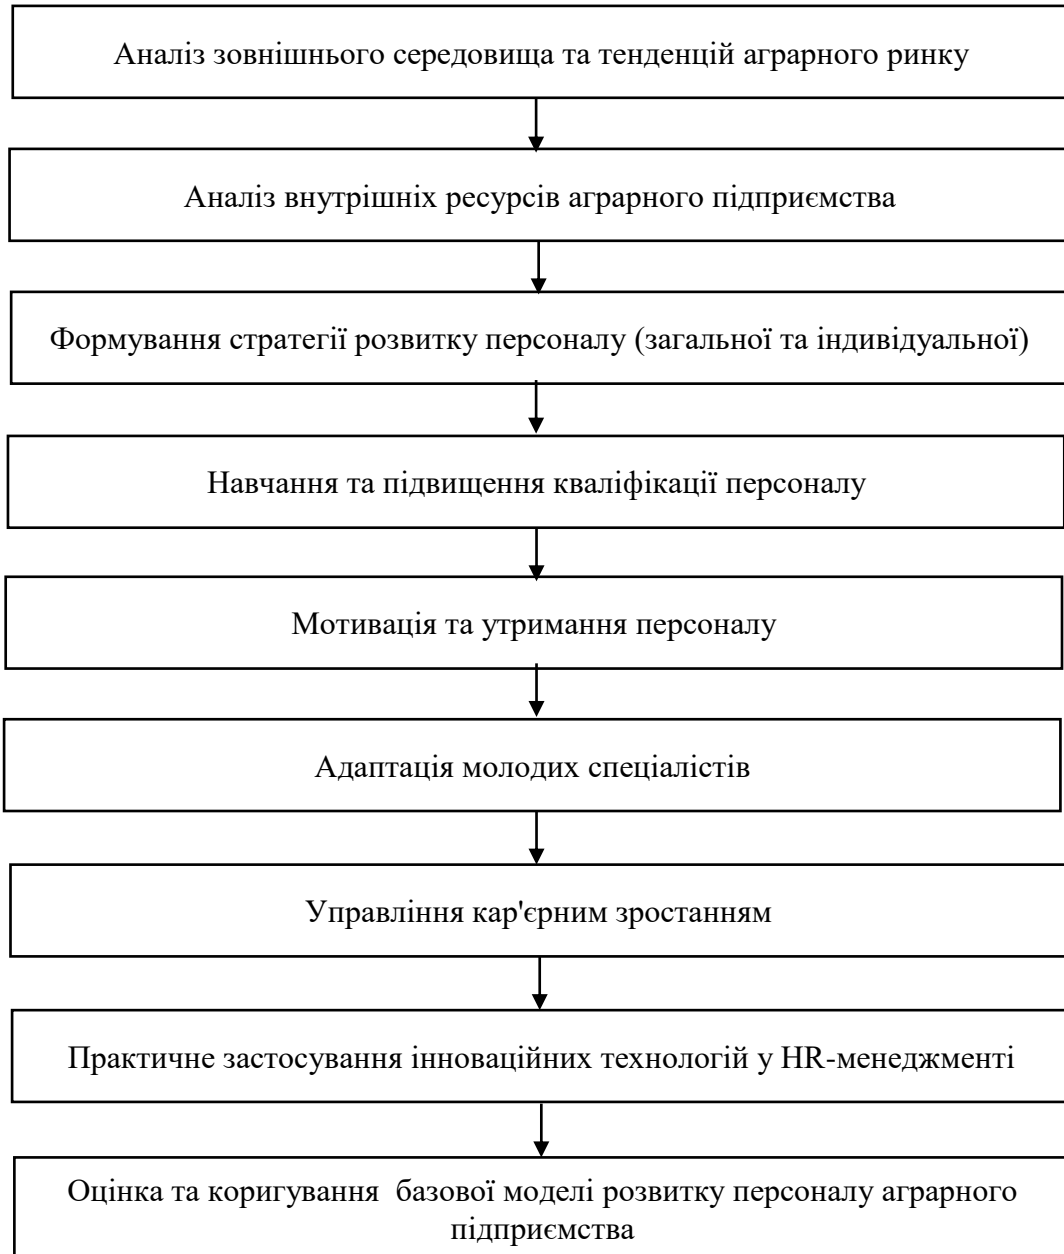 Аналіз зовнішнього середовища та тенденцій аграрного ринку
Аналіз внутрішніх ресурсів аграрного підприємства
Формування стратегії розвитку персоналу (загальної та індивідуальної)
Навчання та підвищення кваліфікації персоналу
Мотивація та утримання персоналу
Адаптація молодих спеціалістів
Управління кар'єрним зростанням
Практичне застосування інноваційних технологій у HR-менеджменті
Оцінка та коригування базової моделі розвитку персоналу аграрного
підприємства